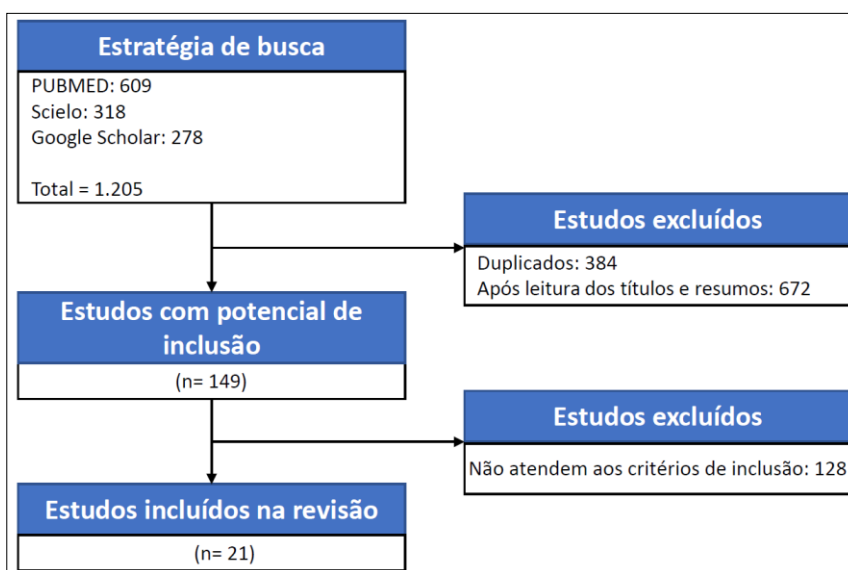 Estratégia de busca
PUBMED: 609
Scielo: 318
Google Scholar: 278
Total = 1.205
Estudos excluídos
Duplicados: 384
Após leitura dos títulos e resumos: 672
Estudos com potencial de
inclusão
(n= 149)
Estudos excluídos
Não atendem aos critérios de inclusão: 128
Estudos incluídos na revisão
(n= 21)